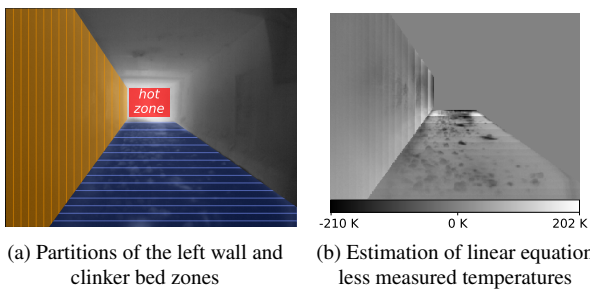 hot
zone
-210 K
0 K
202 K
(a) Partitions of the left wall and
clinker bed zones
(b) Estimation of linear equation
less measured temperatures